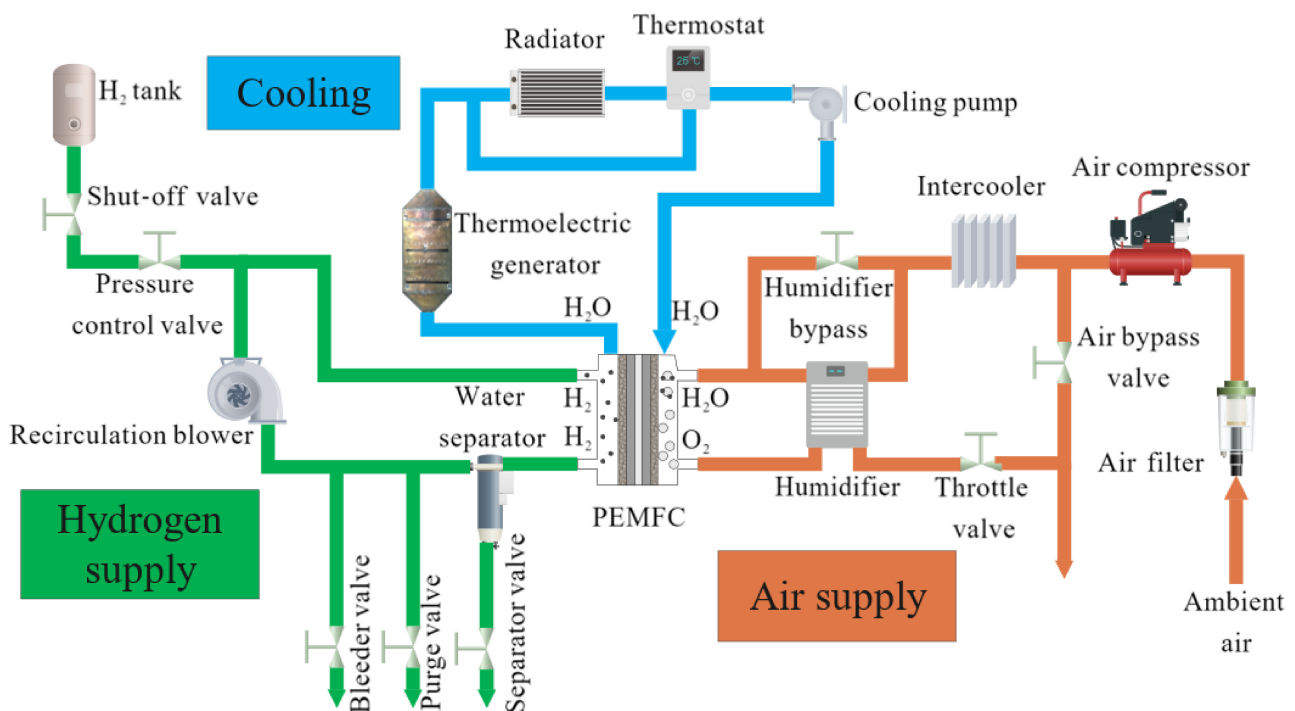 Thermostat
Radiator
25 ℃
H₂ tank
Cooling
Cooling pump
Shut-off valve
Intercooler
Air compressor
Thermoelectric
generator
Pressure
control valve
Humidifier
bypass
H₂O
H₂O
Air bypass
valve
Water
separator
H₂
H₂O
H₂
O₂
Recirculation blower
Air filter
Humidifier
Throttle
valve
PEMFC
Hydrogen
supply
Air supply
Ambient
air
Bleeder valve
Purge valve
Separator valve